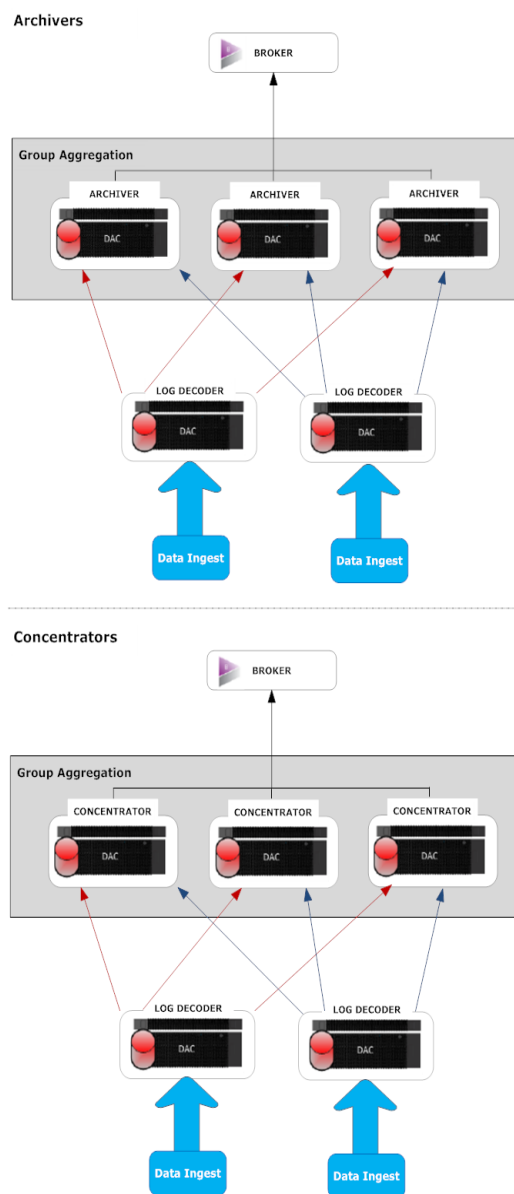 Archivers
BROKER
Group Aggregation
ARCHIVER
ARCHIVER
ARCHIVER
DAC
DAC
DAC
LOG DECODER
LOG DECODER
DAC
DAC
Data Ingest
Data Ingest
Concentrators
BROKER
Group Aggregation
CONCENTRATOR
CONCENTRATOR
CONCENTRATOR
DAC
DAC
DAC
LOG DECODER
LOG DECODER
DAC
DAC
Data Ingest
Data Ingest